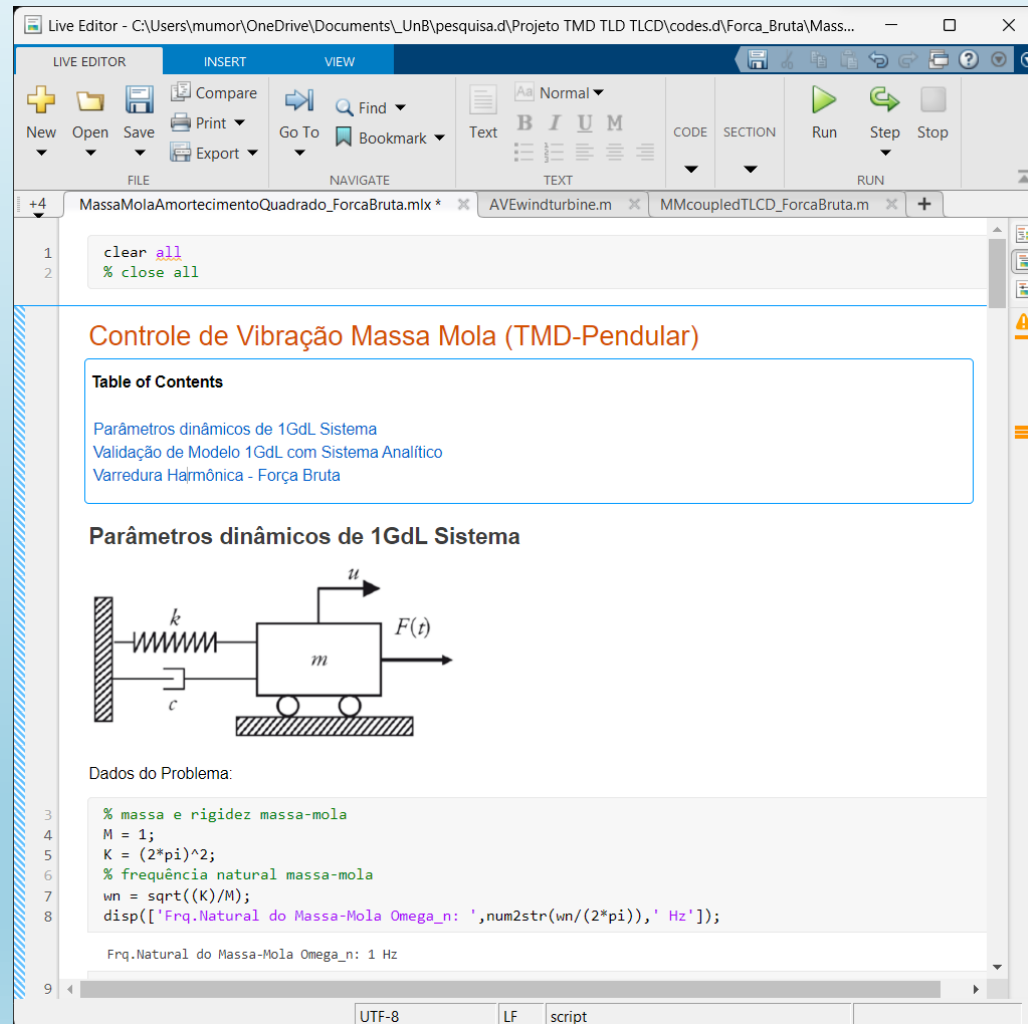 Live Editor - C:\Users\mumor\OneDrive\Documents\_UnB\pesquisa.d\Projeto TMD TLD TLCD\codes.d\Forca_Bruta\Mass...
LIVE EDITOR INSERT VIEW
New Open Save Compare Print Export
Go To Find Bookmark
Text Aa Normal B I U M
CODE SECTION
Run Step Stop
FILE NAVIGATE TEXT RUN
+4 MassaMolaAmortecimentoQuadrado_ForcaBruta.mlx * AVEwindturbine.m MMcoupledTLCD_ForcaBruta.m +
1 clear all
2 % close all
Controle de Vibração Massa Mola (TMD-Pendular)
Table of Contents
Parâmetros dinâmicos de 1GdL Sistema
Validação de Modelo 1GdL com Sistema Analítico
Varredura Harmônica - Força Bruta
Parâmetros dinâmicos de 1GdL Sistema
u
k
F(t)
m
c
Dados do Problema:
3 % massa e rigidez massa-mola
4 M = 1;
5 K = (2*pi)^2;
6 % frequência natural massa-mola
7 wn = sqrt((K)/M);
8 disp(['Frq.Natural do Massa-Mola Omega_n: ',num2str(wn/(2*pi)),' Hz']);
Frq.Natural do Massa-Mola Omega_n: 1 Hz
9
UTF-8 LF script